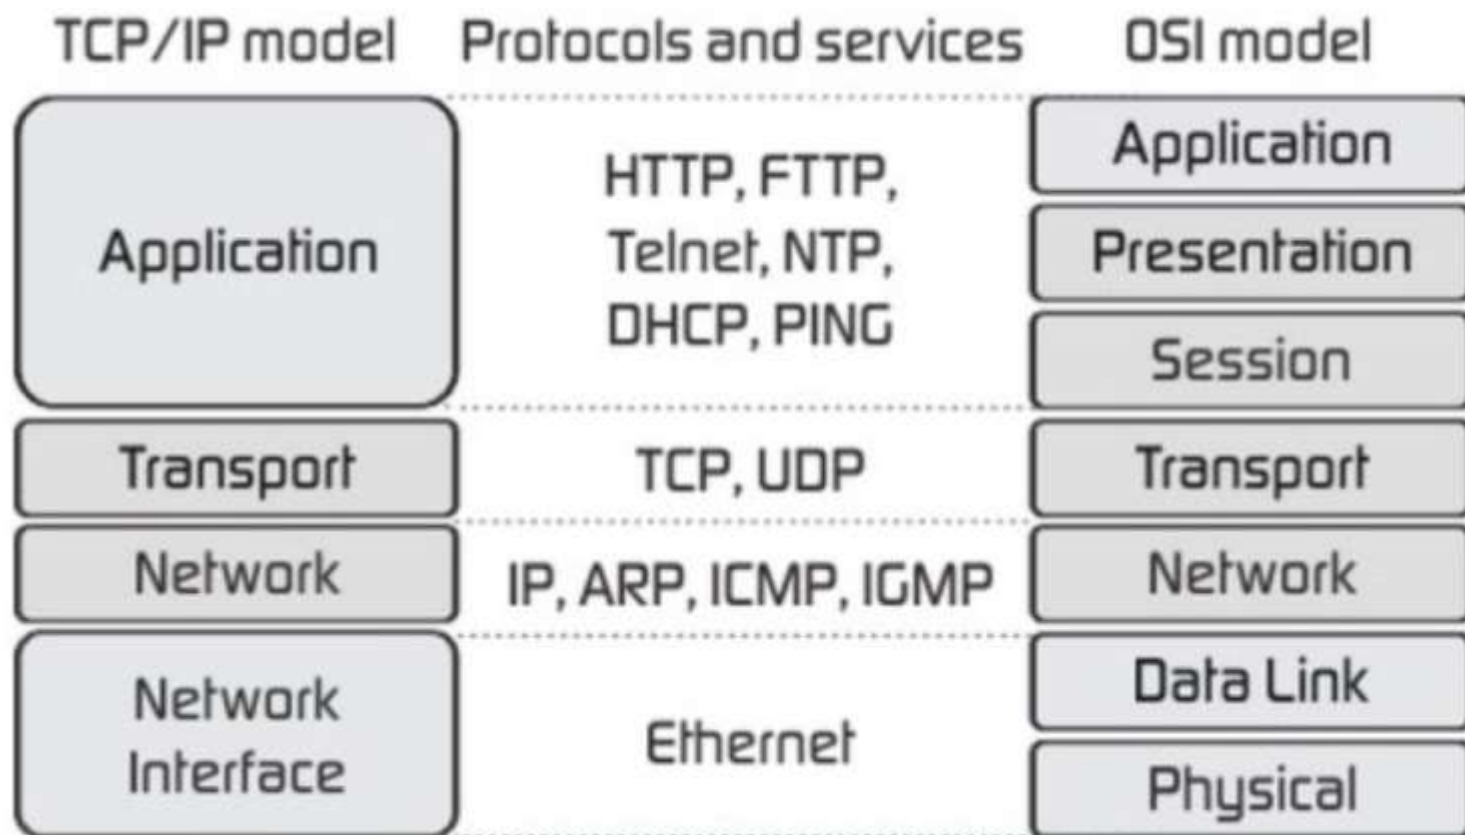 TCP/IP model Protocols and services OSI model
Application
HTTP, FTTP,
Telnet, NTP,
DHCP, PING
Application
Presentation
Session
Transport
TCP, UDP
Transport
Network
IP, ARP, ICMP, IGMP
Network
Network
Interface
Ethernet
Data Link
Physical